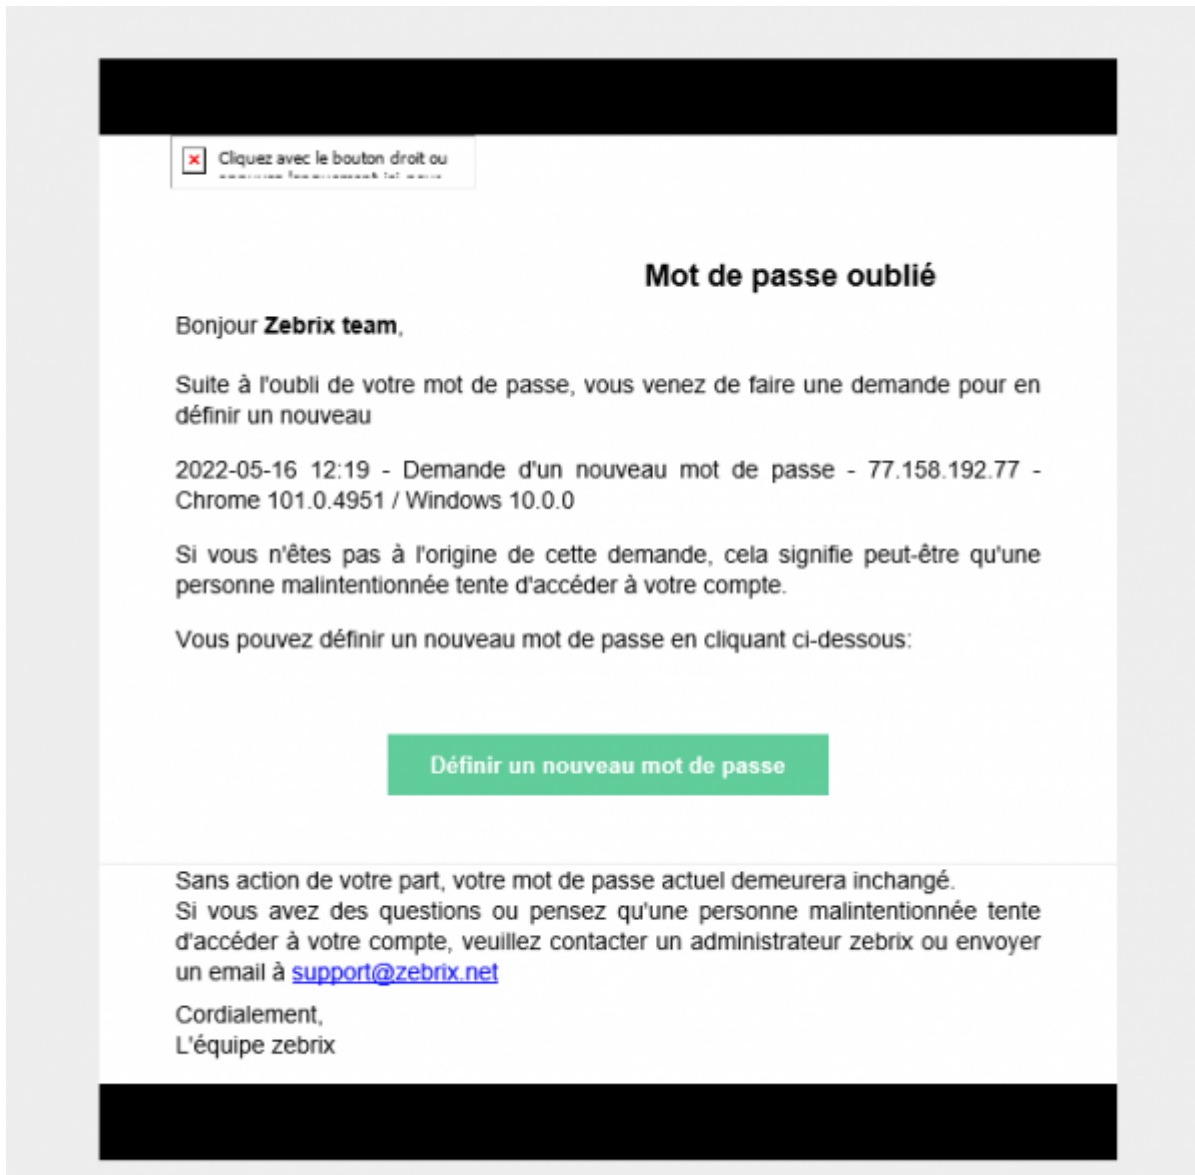 Cliquez avec le bouton droit ou
Mot de passe oublié
Bonjour Zebrix team,
Suite à l'oubli de votre mot de passe, vous venez de faire une demande pour en
définir un nouveau
2022-05-16 12:19 - Demande d'un nouveau mot de passe - 77.158.192.77 -
Chrome 101.0.4951 / Windows 10.0.0
Si vous n'êtes pas à l'origine de cette demande, cela signifie peut-être qu'une
personne malintentionnée tente d'accéder à votre compte.
Vous pouvez définir un nouveau mot de passe en cliquant ci-dessous:
Définir un nouveau mot de passe
Sans action de votre part, votre mot de passe actuel demeurera inchangé.
Si vous avez des questions ou pensez qu'une personne malintentionnée tente
d'accéder à votre compte, veuillez contacter un administrateur zebrix ou envoyer
un email à support@zebrix.net
Cordialement,
L'équipe zebrix